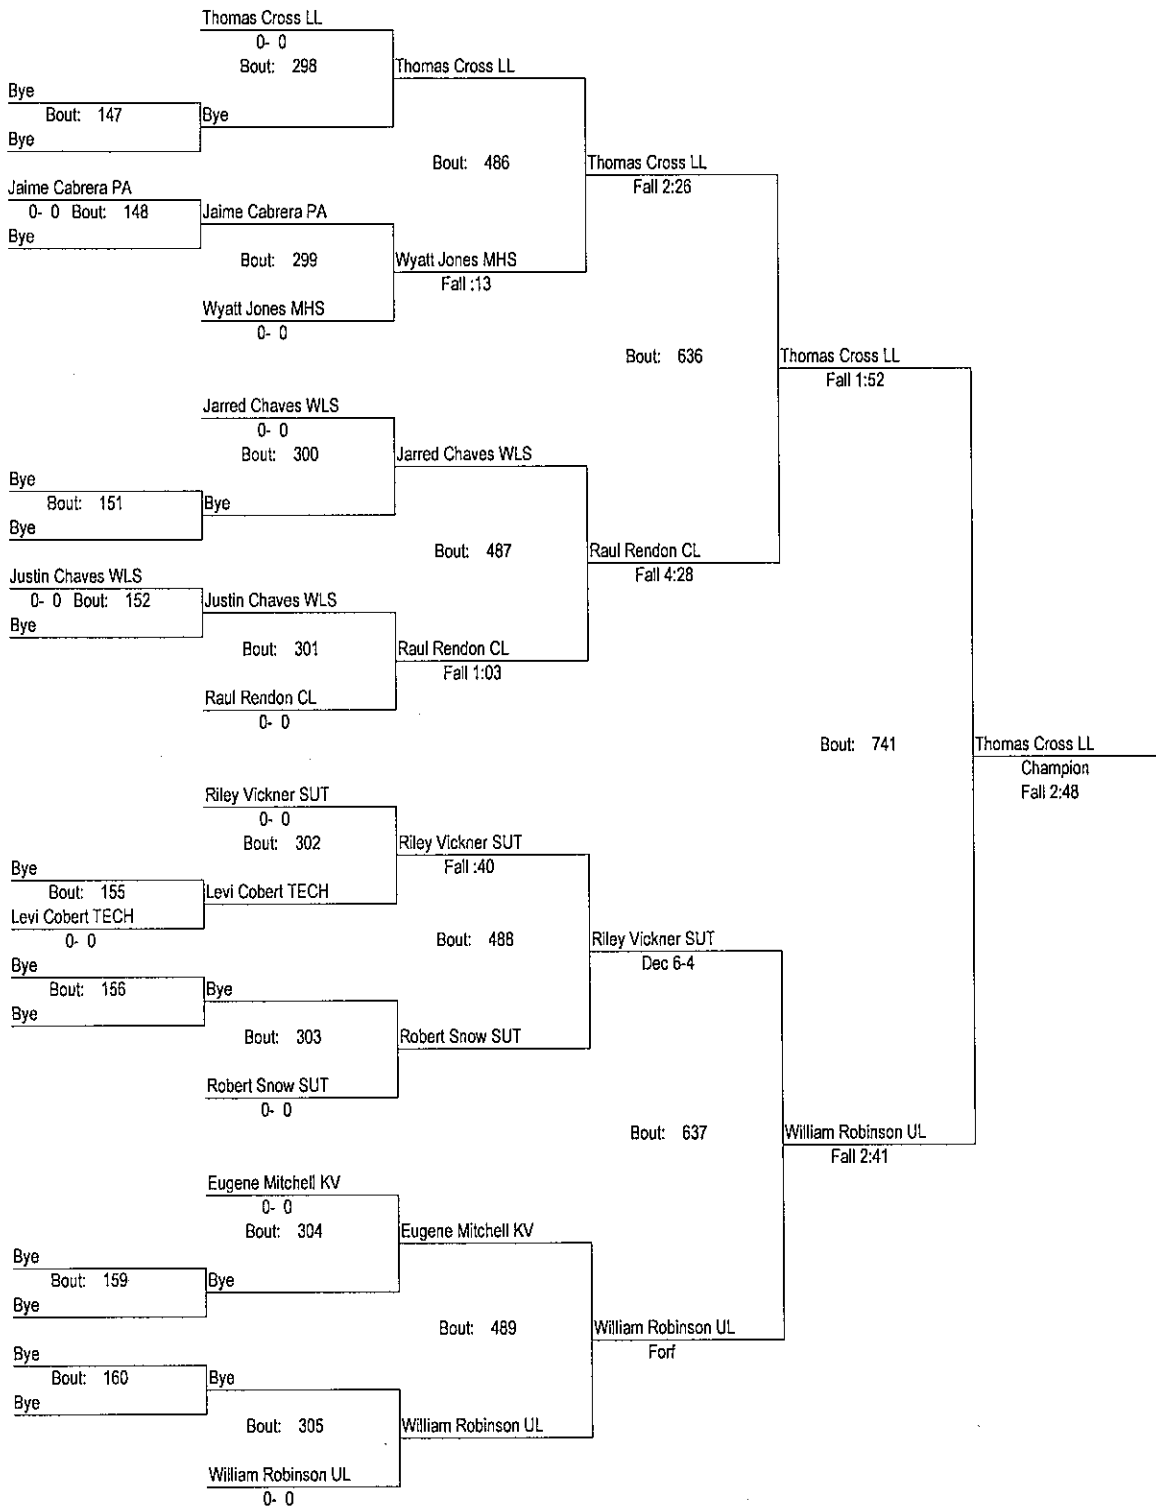 Thomas Cross LL
0- 0
Bout: 298
Thomas Cross LL
Bye
Bout: 147
Bye
Bye
Bout: 486
Thomas Cross LL
Fall 2:26
Jaime Cabrera PA
0- 0 Bout: 148
Jaime Cabrera PA
Bye
Bout: 299
Wyatt Jones MHS
Fall :13
Wyatt Jones MHS
0- 0
Bout: 636
Thomas Cross LL
Fall 1:52
Jarred Chaves WLS
0- 0
Bout: 300
Jarred Chaves WLS
Bye
Bout: 151
Bye
Bye
Bout: 487
Raul Rendon CL
Fall 4:28
Justin Chaves WLS
0- 0 Bout: 152
Justin Chaves WLS
Bye
Bout: 301
Raul Rendon CL
Fall 1:03
Raul Rendon CL
0- 0
Bout: 741
Thomas Cross LL
Champion
Fall 2:48
Riley Vickner SUT
0- 0
Bout: 302
Riley Vickner SUT
Fall :40
Bye
Bout: 155
Levi Cobert TECH
Levi Cobert TECH
0- 0
Bout: 488
Riley Vickner SUT
Dec 6-4
Bye
Bout: 156
Bye
Bye
Bout: 303
Robert Snow SUT
Robert Snow SUT
0- 0
Bout: 637
William Robinson UL
Fall 2:41
Eugene Mitchell KV
0- 0
Bout: 304
Eugene Mitchell KV
Bye
Bout: 159
Bye
Bye
Bout: 489
William Robinson UL
Forf
Bye
Bout: 160
Bye
Bye
Bout: 305
William Robinson UL
William Robinson UL
0- 0